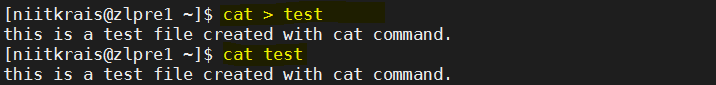 [niitkrais@zlpre1 ~]$ cat > test
this is a test file created with cat command.
[niitkrais@zlpre1 ~]$ cat test
this is a test file created with cat command.